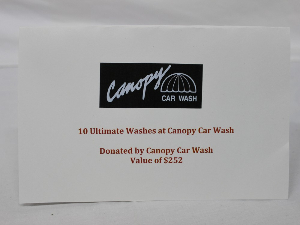 Canopy
CAR WASH
10 Ultimate Washes at Canopy Car Wash
Donated by Canopy Car Wash
Value of $252